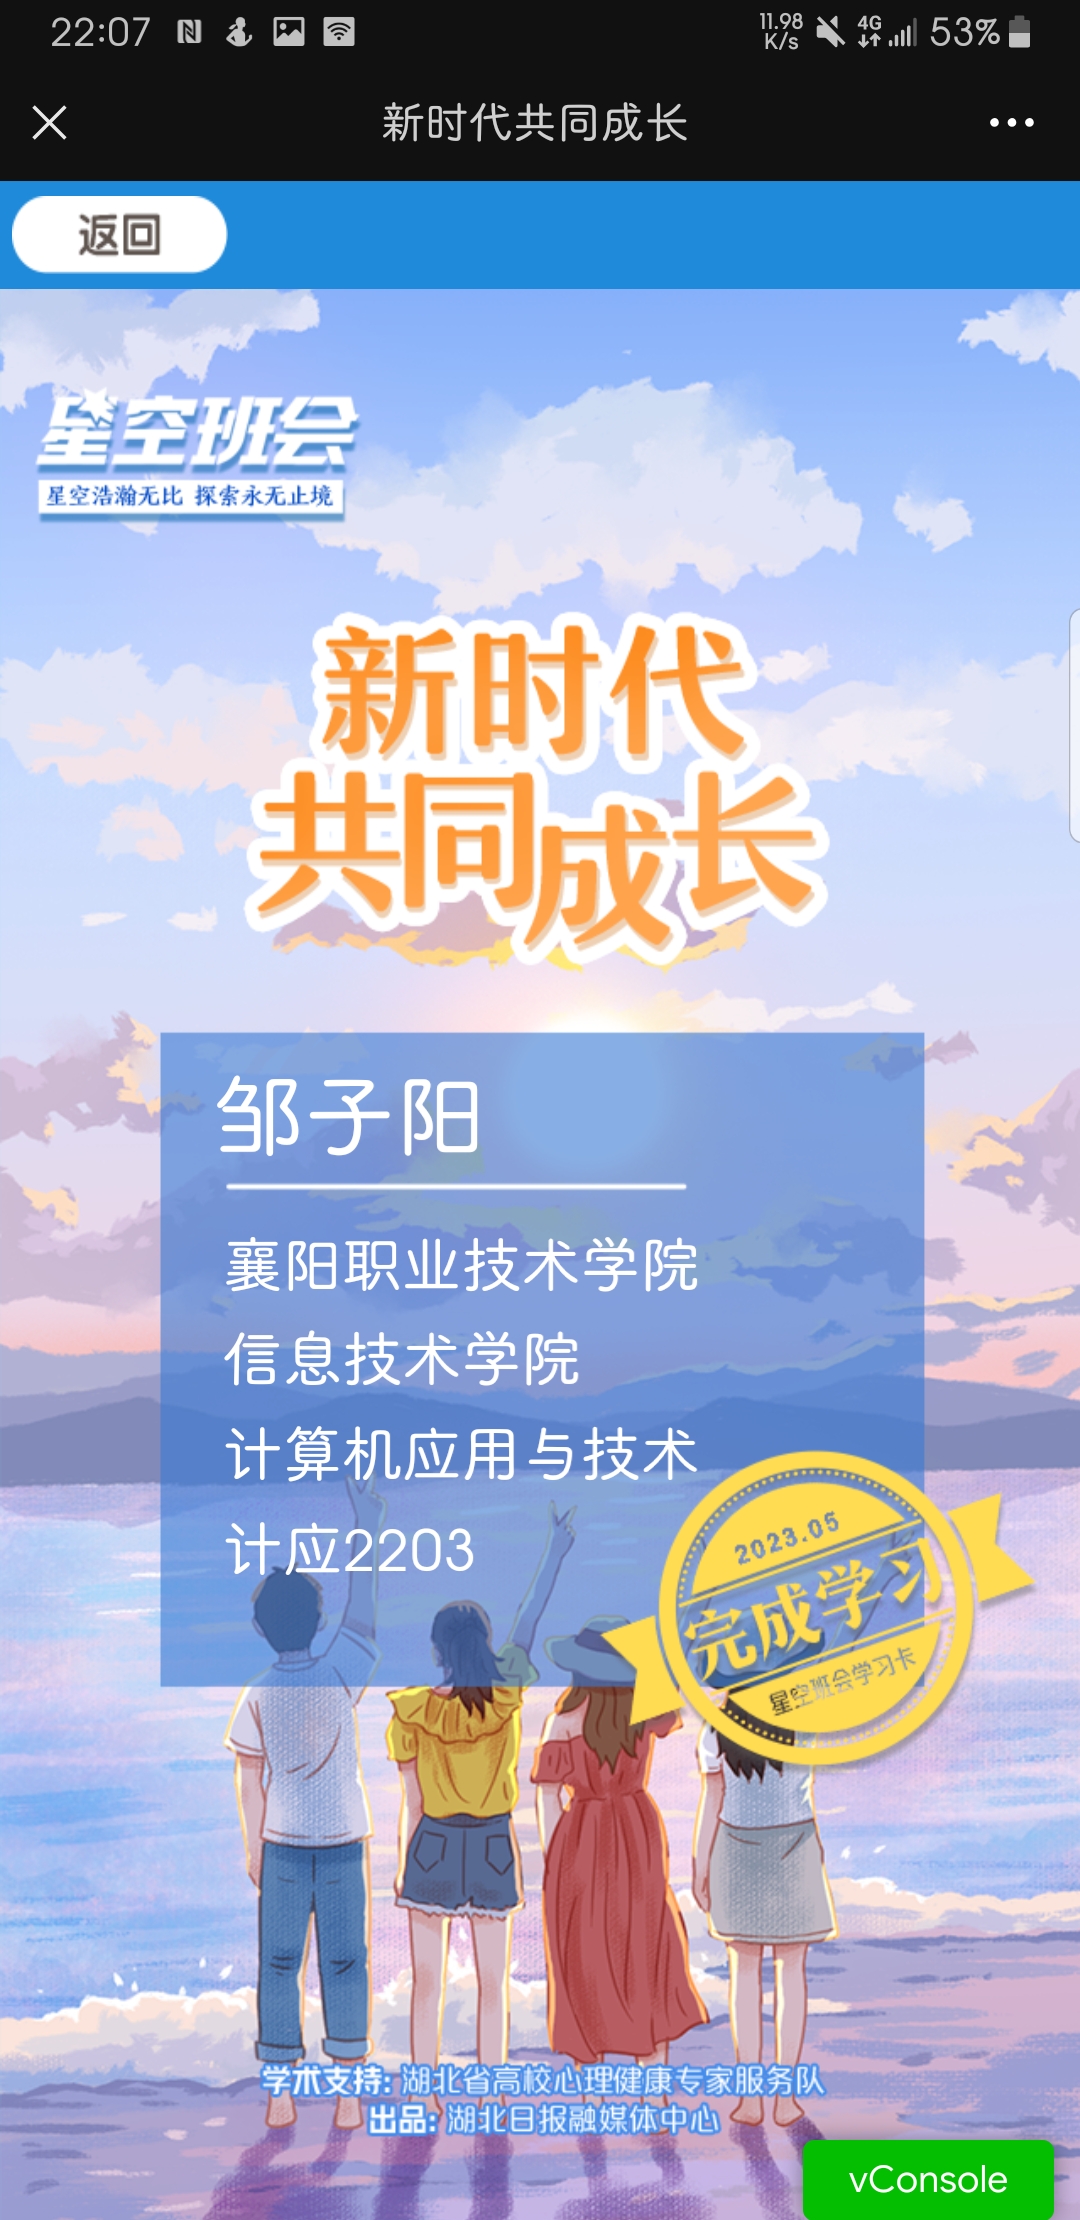 22:07
11.98
K/s
4G
53%
新时代共同成长
返回
星空班会
星空浩瀚无比 探索永无止境
新时代
共同成长
邹子阳
襄阳职业技术学院
信息技术学院
计算机应用与技术
计应2203
2023.05
完成学习
星空班会学习卡
学术支持: 湖北省高校心理健康专家服务队
出品: 湖北日报融媒体中心
vConsole